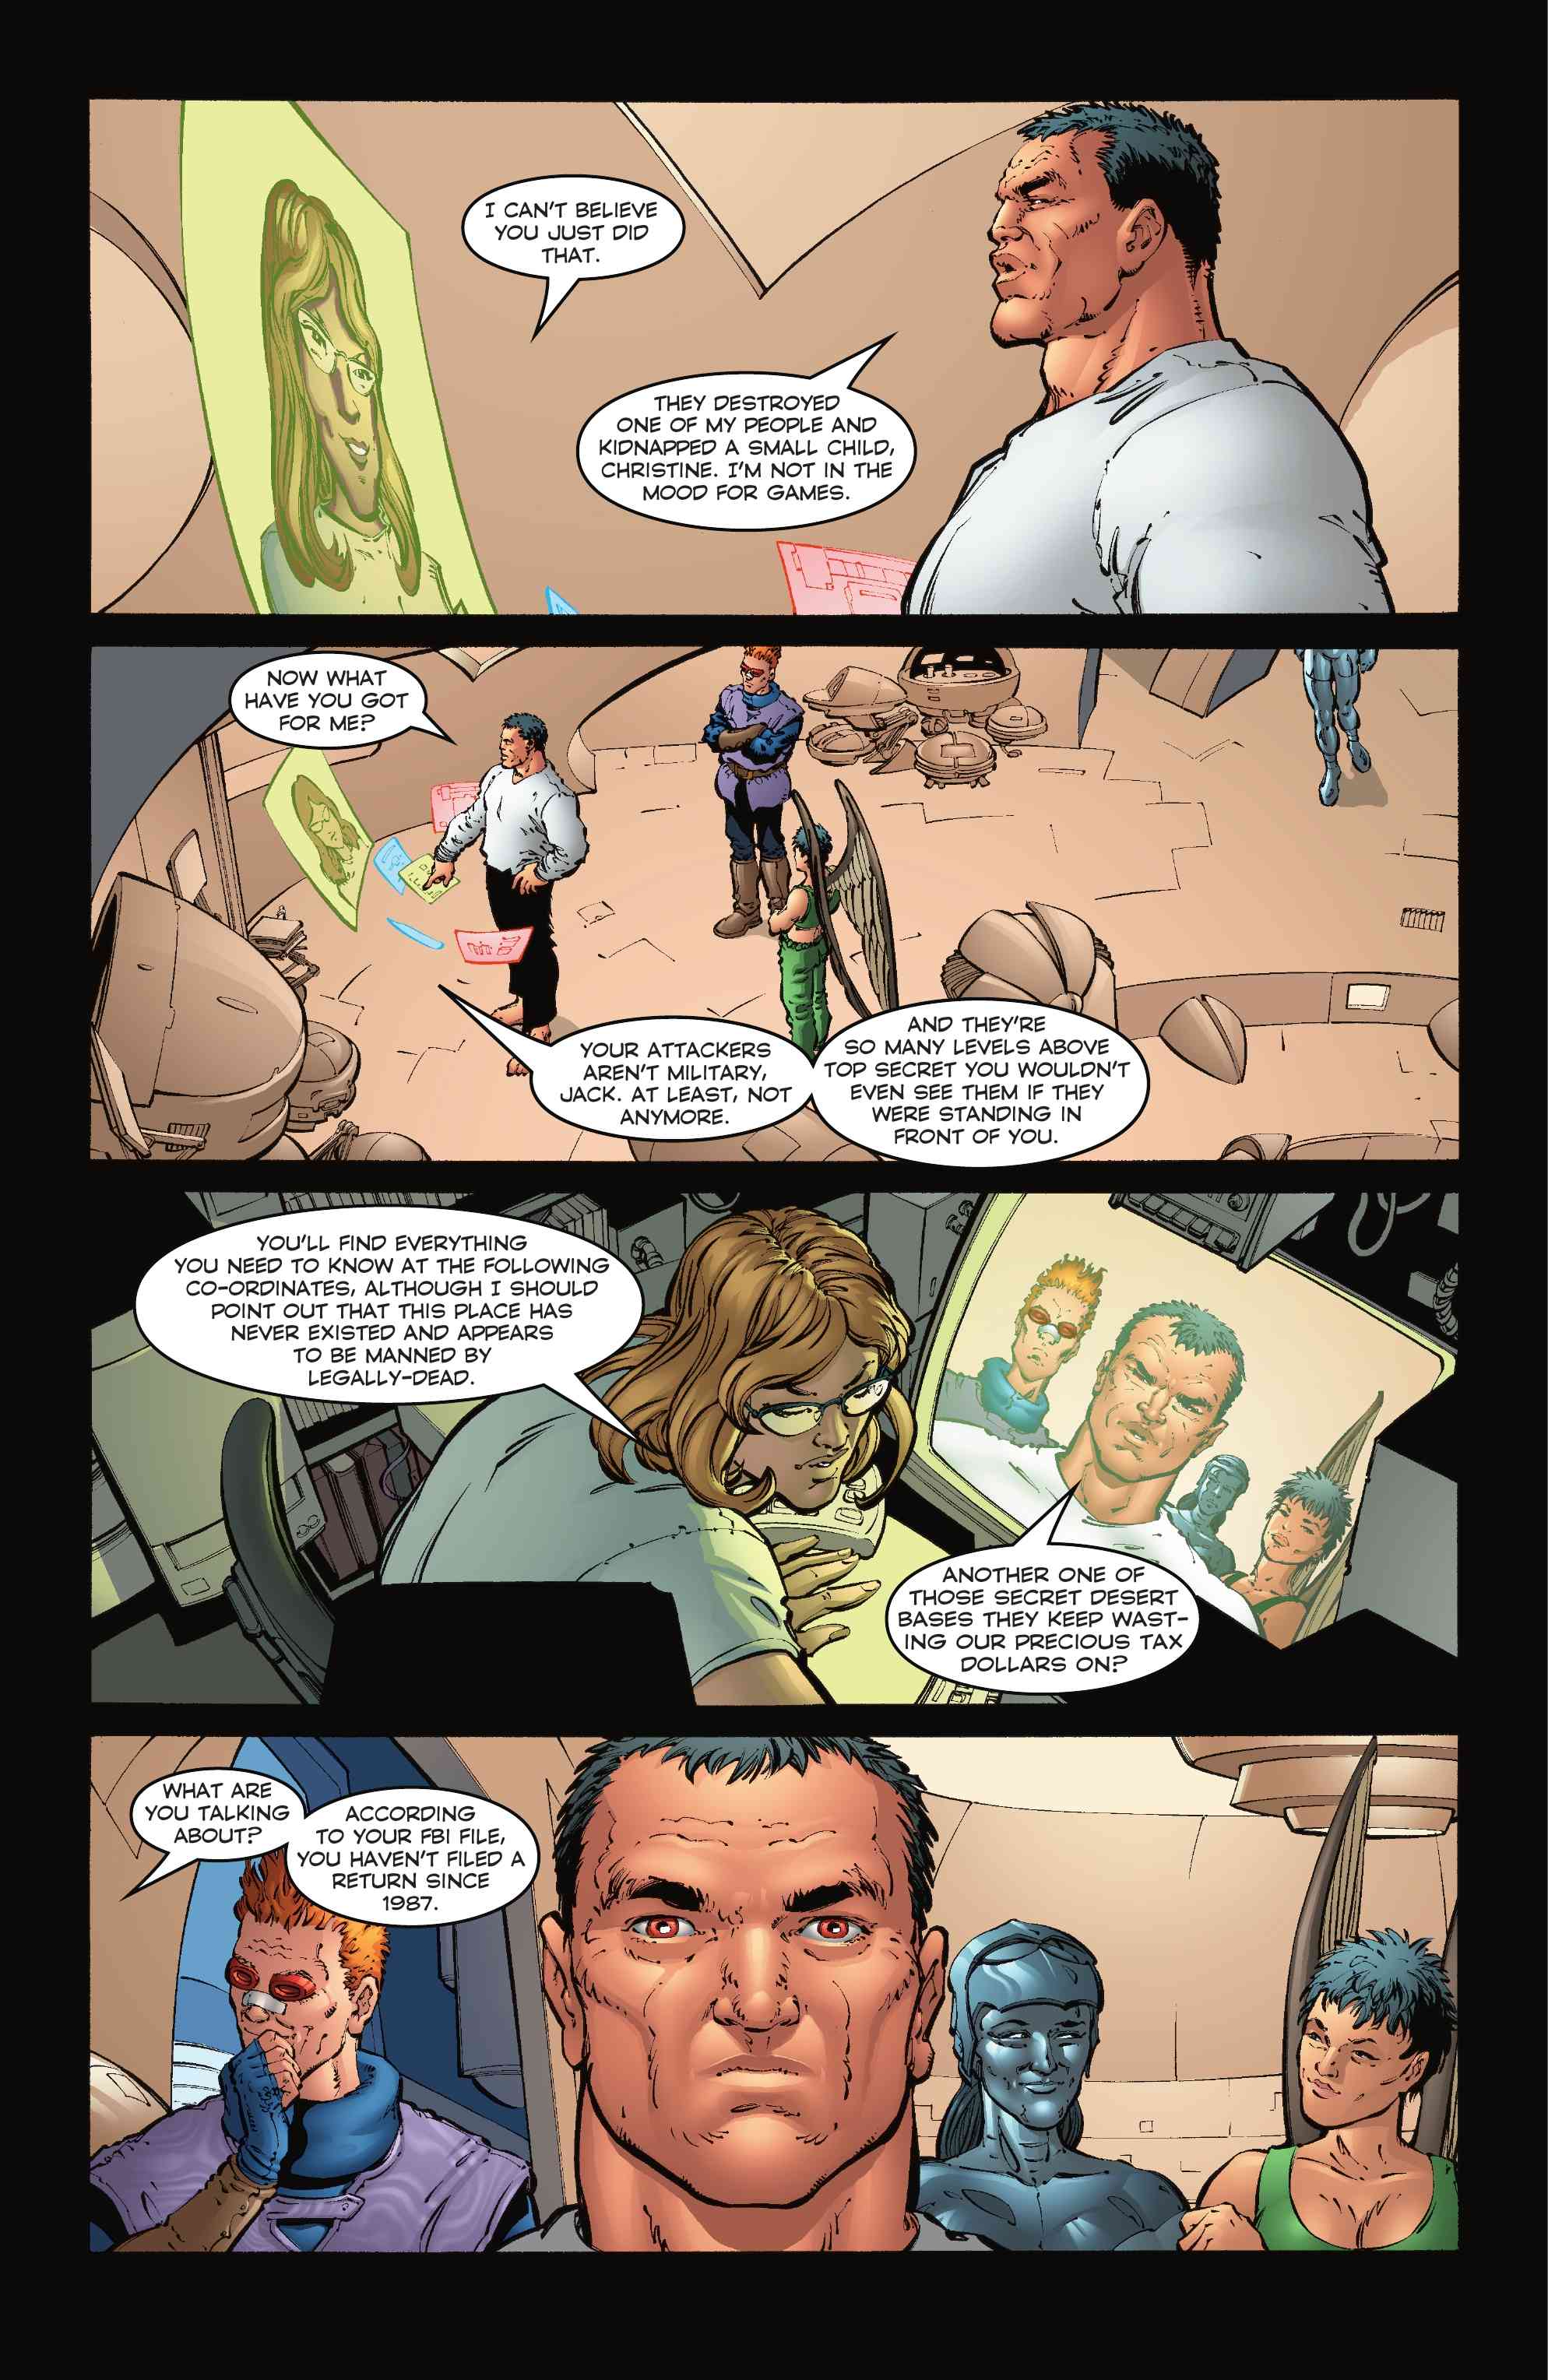 I CAN'T BELIEVE
YOU JUST DID
THAT.
THEY DESTROYED
ONE OF MY PEOPLE AND
KIDNAPPED A SMALL CHILD,
CHRISTINE. I'M NOT IN THE
MOOD FOR GAMES.
NOW WHAT
HAVE YOU GOT
FOR ME?
YOUR ATTACKERS
AREN'T MILITARY,
JACK. AT LEAST, NOT
ANYMORE.
AND THEY'RE
SO MANY LEVELS ABOVE
TOP SECRET YOU WOULDN'T
EVEN SEE THEM IF THEY
WERE STANDING IN
FRONT OF YOU.
YOU'LL FIND EVERYTHING
YOU NEED TO KNOW AT THE FOLLOWING
CO-ORDINATES, ALTHOUGH I SHOULD
POINT OUT THAT THIS PLACE HAS
NEVER EXISTED AND APPEARS
TO BE MANNED BY
LEGALLY-DEAD.
ANOTHER ONE OF
THOSE SECRET DESERT
BASES THEY KEEP WAST-
ING OUR PRECIOUS TAX
DOLLARS ON?
WHAT ARE
YOU TALKING
ABOUT?
ACCORDING
TO YOUR FBI FILE,
YOU HAVEN'T FILED A
RETURN SINCE
1987.